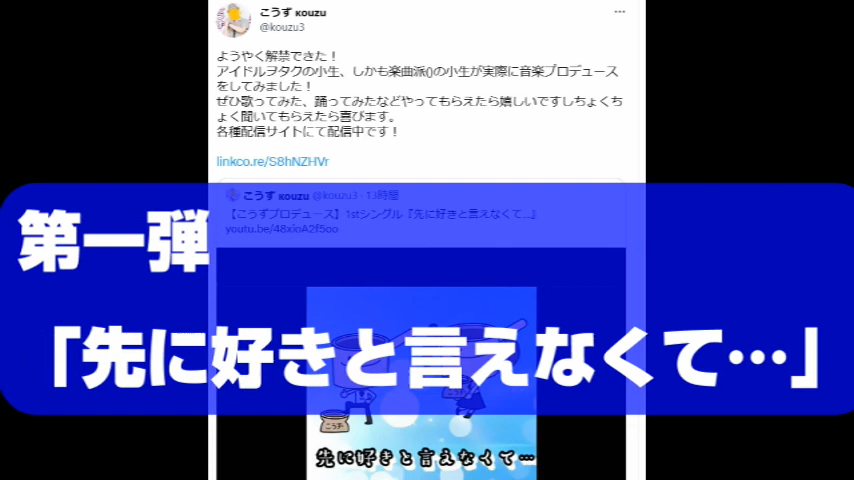 こうず kouzu
@kouzu3
ようやく解禁できた！
アイドルヲタクの小生、しかも楽曲派()の小生が実際に音楽プロデュース
をしてみました！
ぜひ歌ってみた、踊ってみたなどやってもらえたら嬉しいですしちょくち
ょく聞いてもらえたら喜びます。
各種配信サイトにて配信中です！
linkco.re/S8hNZHVr
こうず kouzu @kouzu3・13時間
【こうずプロデュース】1stシングル『先に好きと言えなくて…』
youtu.be/48xioA2f5oo
第一弾
「先に好きと言えなくて…」
こうず
先に好きと言えなくて…